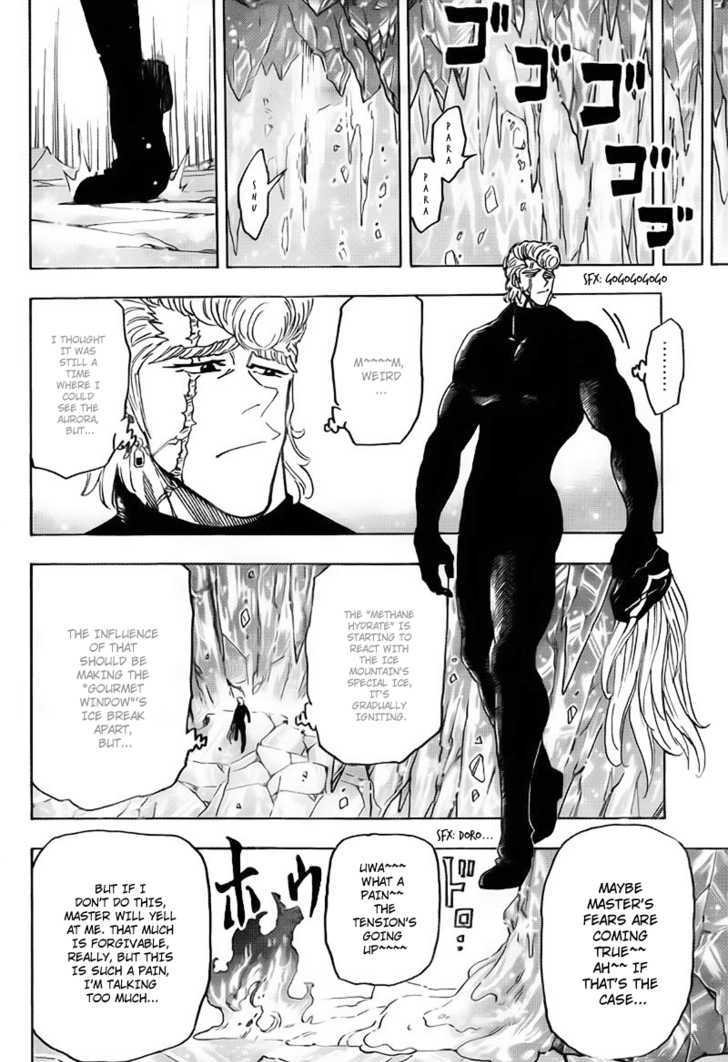 ゴゴゴゴゴ
PARA
PARA
SHU
SFX: GOGOGOGOGO
........
M~~~~M,
WEIRD
...
I THOUGHT
IT WAS
STILL A
TIME
WHERE I
COULD
SEE THE
AURORA,
BUT...
THE "METHANE
HYDRATE" IS
STARTING TO
REACT WITH
THE ICE
MOUNTAIN'S
SPECIAL ICE,
IT'S
GRADUALLY
IGNITING.
THE INFLUENCE
OF THAT
SHOULD BE
MAKING THE
"GOURMET
WINDOW"'S
ICE BREAK
APART,
BUT...
MAYBE
MASTER'S
FEARS ARE
COMING
TRUE~~
AH~~ IF
THAT'S THE
CASE...
SFX: DORO...
ドロ...
UWA~~~
WHAT A
PAIN~~
THE
TENSION'S
GOING
UP~~~~
ホウ
BUT IF I
DON'T DO THIS,
MASTER WILL YELL
AT ME. THAT MUCH
IS FORGIVABLE,
REALLY, BUT THIS
IS SUCH A PAIN,
I'M TALKING
TOO MUCH...